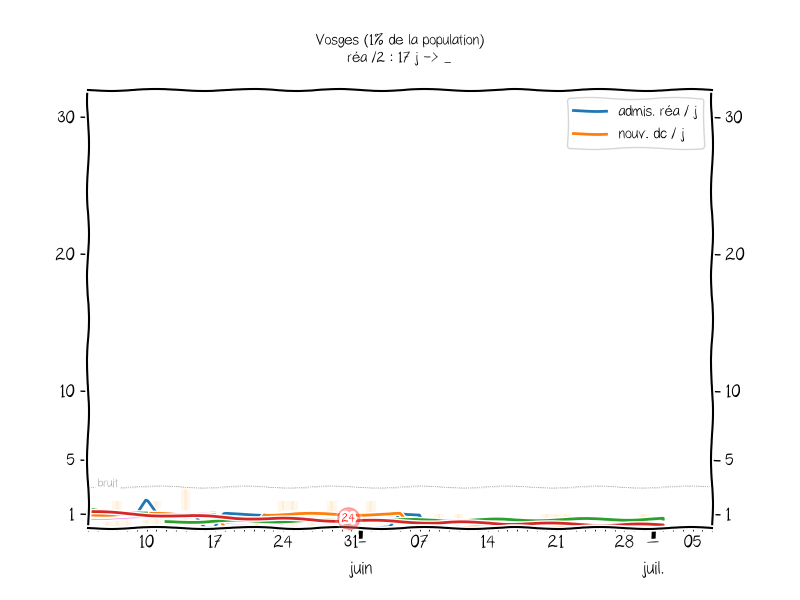 Vosges (1% de la population)
réa /2 : 17 j -> _
admis. réa / j
nouv. dc / j
30
30
20
20
10
10
5
5
bruit
1
1
24
10 17 24 31 07 14 21 28 05
juin juil.